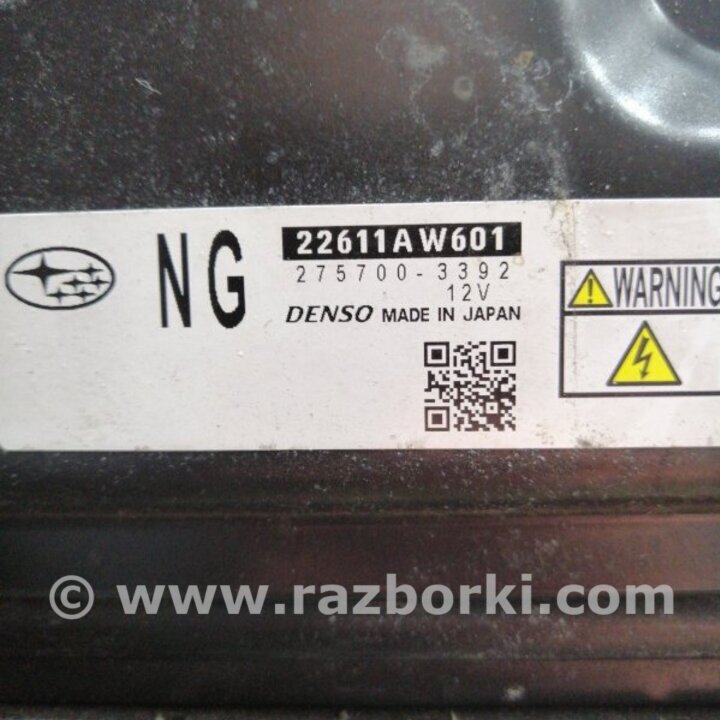 NG
22611AW601
275700-3392
12V
DENSO MADE IN JAPAN
WARNING
© www.razborki.com